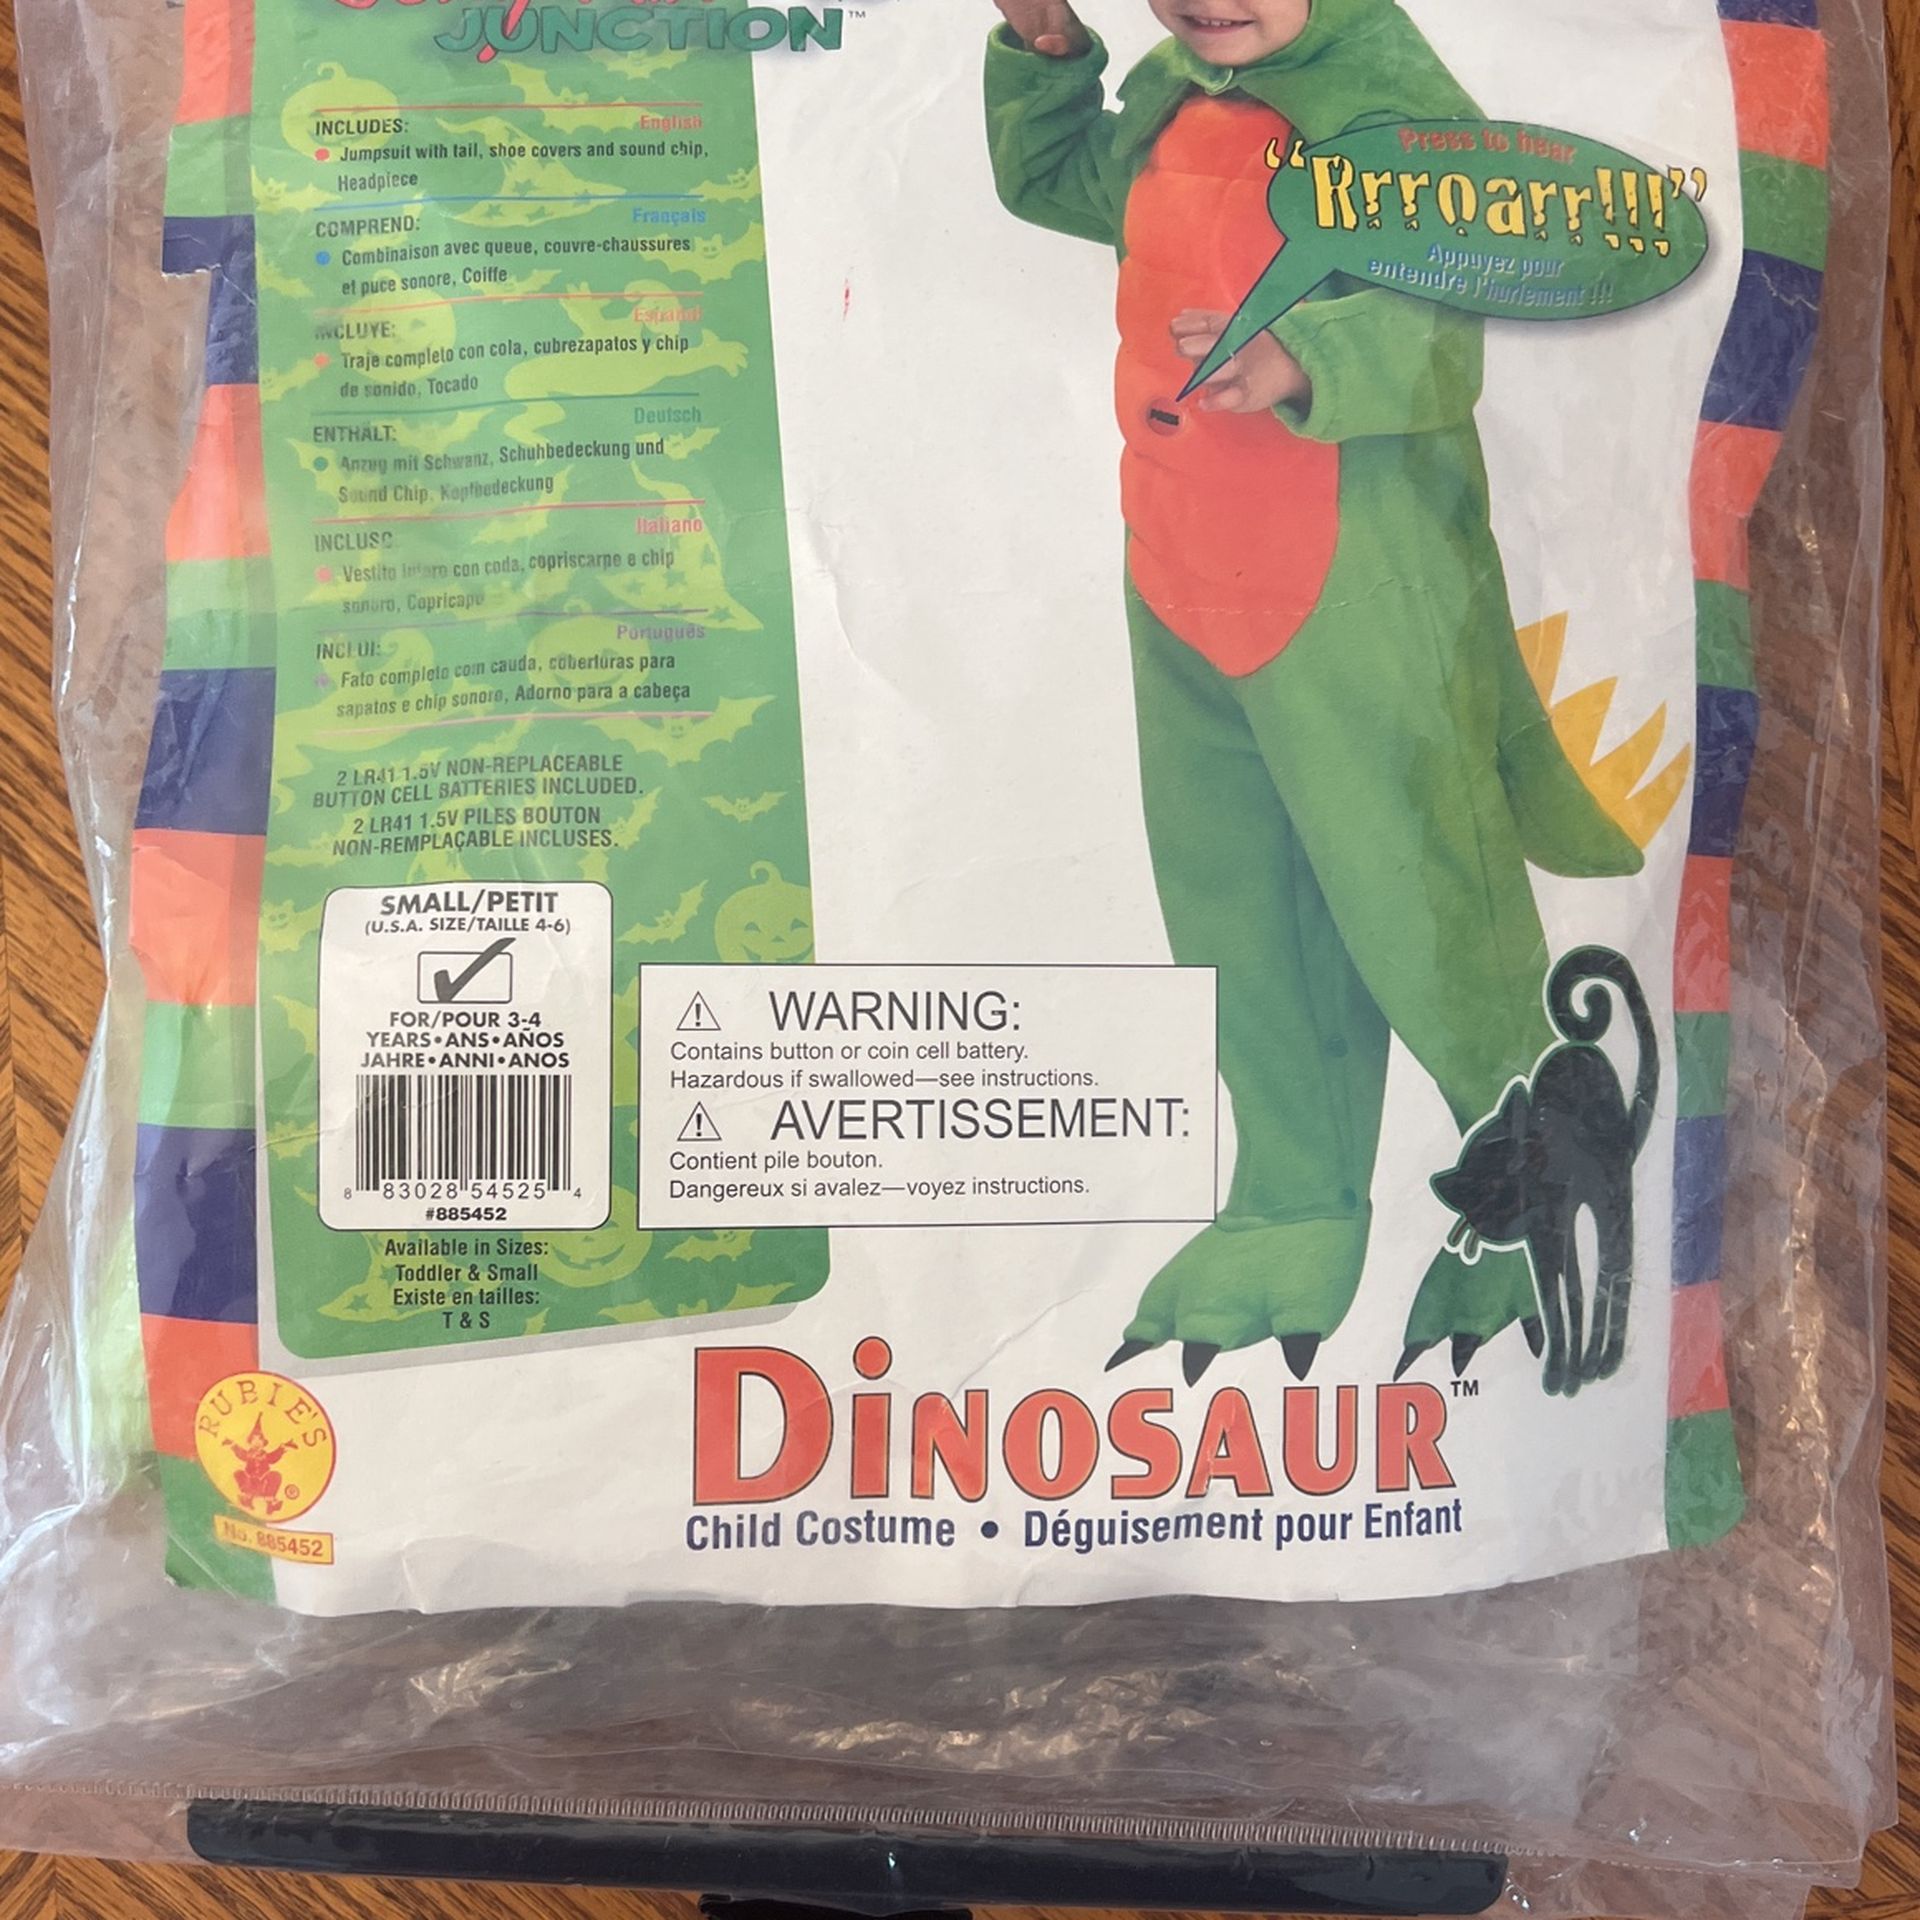 JUNCTION™
INCLUDES: English
Jumpsuit with tail, shoe covers and sound chip,
Headpiece
COMPREND: Français
Combinaison avec queue, couvre-chaussures
et puce sonore, Coiffe
INCLUYE: Español
Traje completo con cola, cubrezapatos y chip
de sonido, Tocado
ENTHÄLT: Deutsch
Anzug mit Schwanz, Schuhbedeckung und
Sound Chip, Kopfbedeckung
INCLUSO Italiano
Vestito intero con coda, copriscarpe e chip
sonoro, Copricapo
INCLUI: Português
Fato completo com cauda, coberturas para
sapatos e chip sonoro, Adorno para a cabeça
2 LR41 1.5V NON-REPLACEABLE
BUTTON CELL BATTERIES INCLUDED.
2 LR41 1.5V PILES BOUTON
NON-REMPLAÇABLE INCLUSES.
SMALL/PETIT
(U.S.A. SIZE/TAILLE 4-6)
FOR/POUR 3-4
YEARS•ANS•AÑOS
JAHRE•ANNI•ANOS
8 83028 54525 4
#885452
Available in Sizes:
Toddler & Small
Existe en tailles:
T & S
Press to hear
“Rrroarr!!!”
Appuyez pour
entendre l'hurlement !!!
WARNING:
Contains button or coin cell battery.
Hazardous if swallowed—see instructions.
AVERTISSEMENT:
Contient pile bouton.
Dangereux si avalez—voyez instructions.
RUBIE'S
®
No. 885452
DINOSAUR™
Child Costume • Déguisement pour Enfant